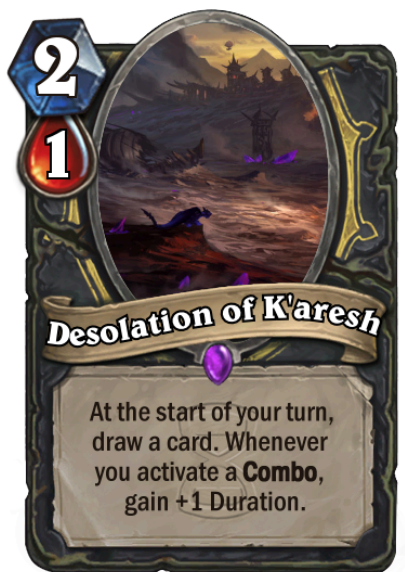 2
1
Desolation of K'aresh
At the start of your turn,
draw a card. Whenever
you activate a Combo,
gain +1 Duration.